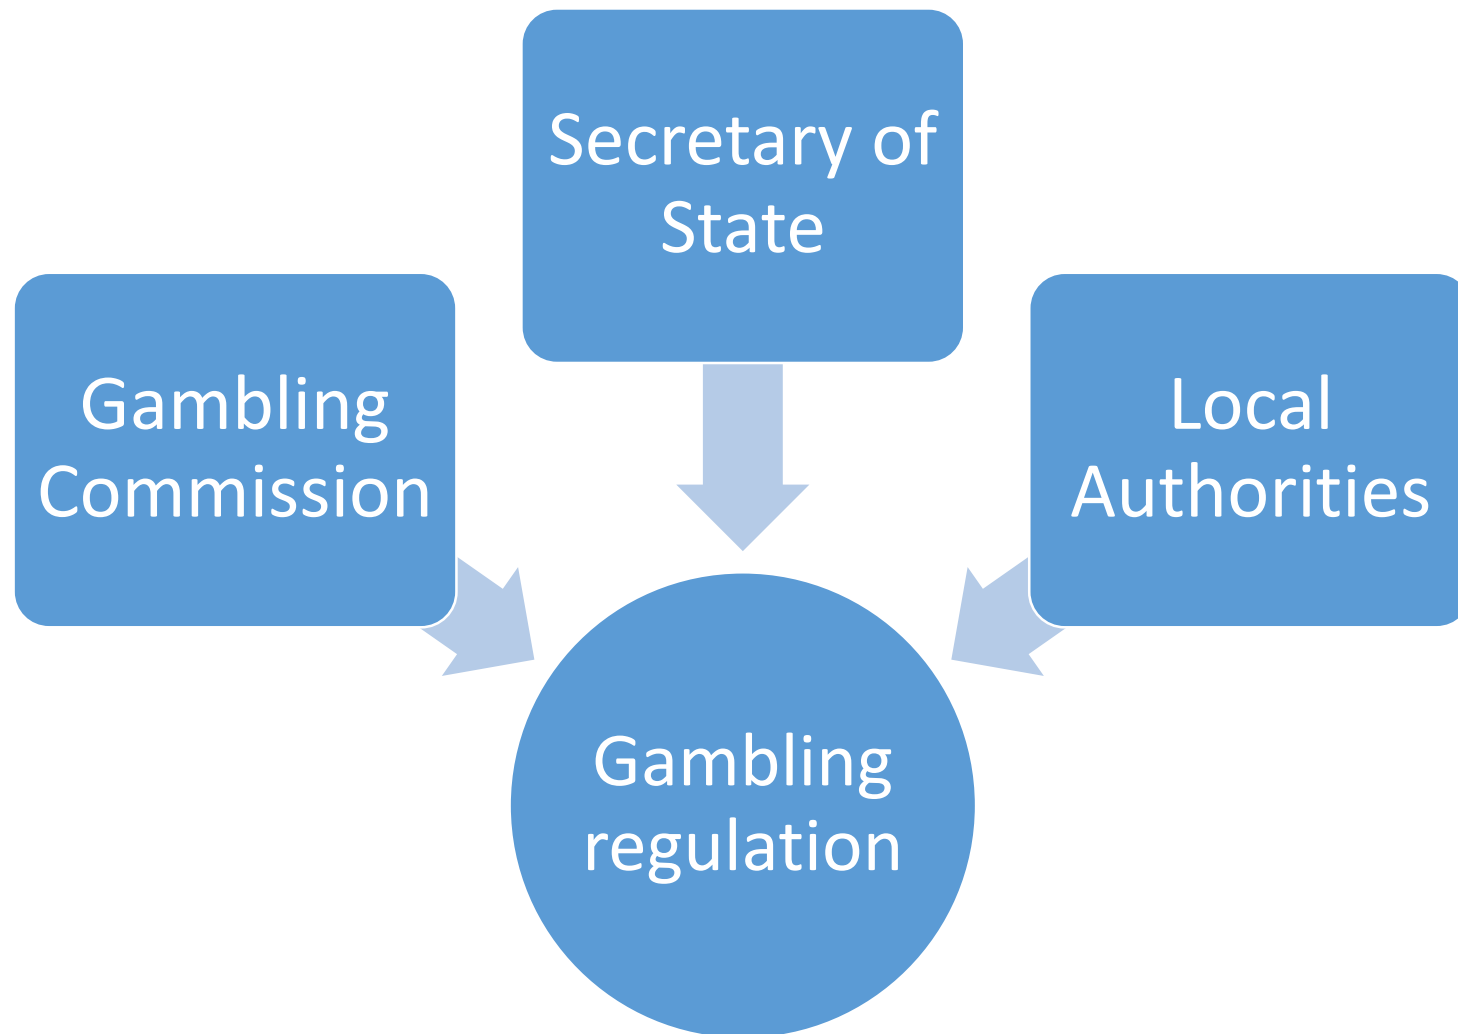 Secretary of
State
Gambling
Commission
Local
Authorities
Gambling
regulation